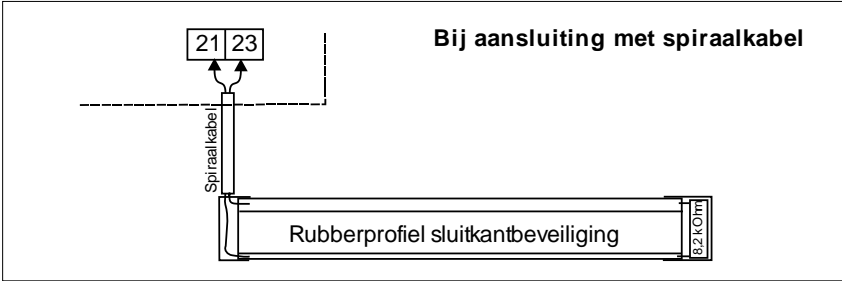 Bij aansluiting met spiraalkabel
21 23
Spiraalkabel
Rubberprofiel sluitkantbeveiliging
8,2 kOhm